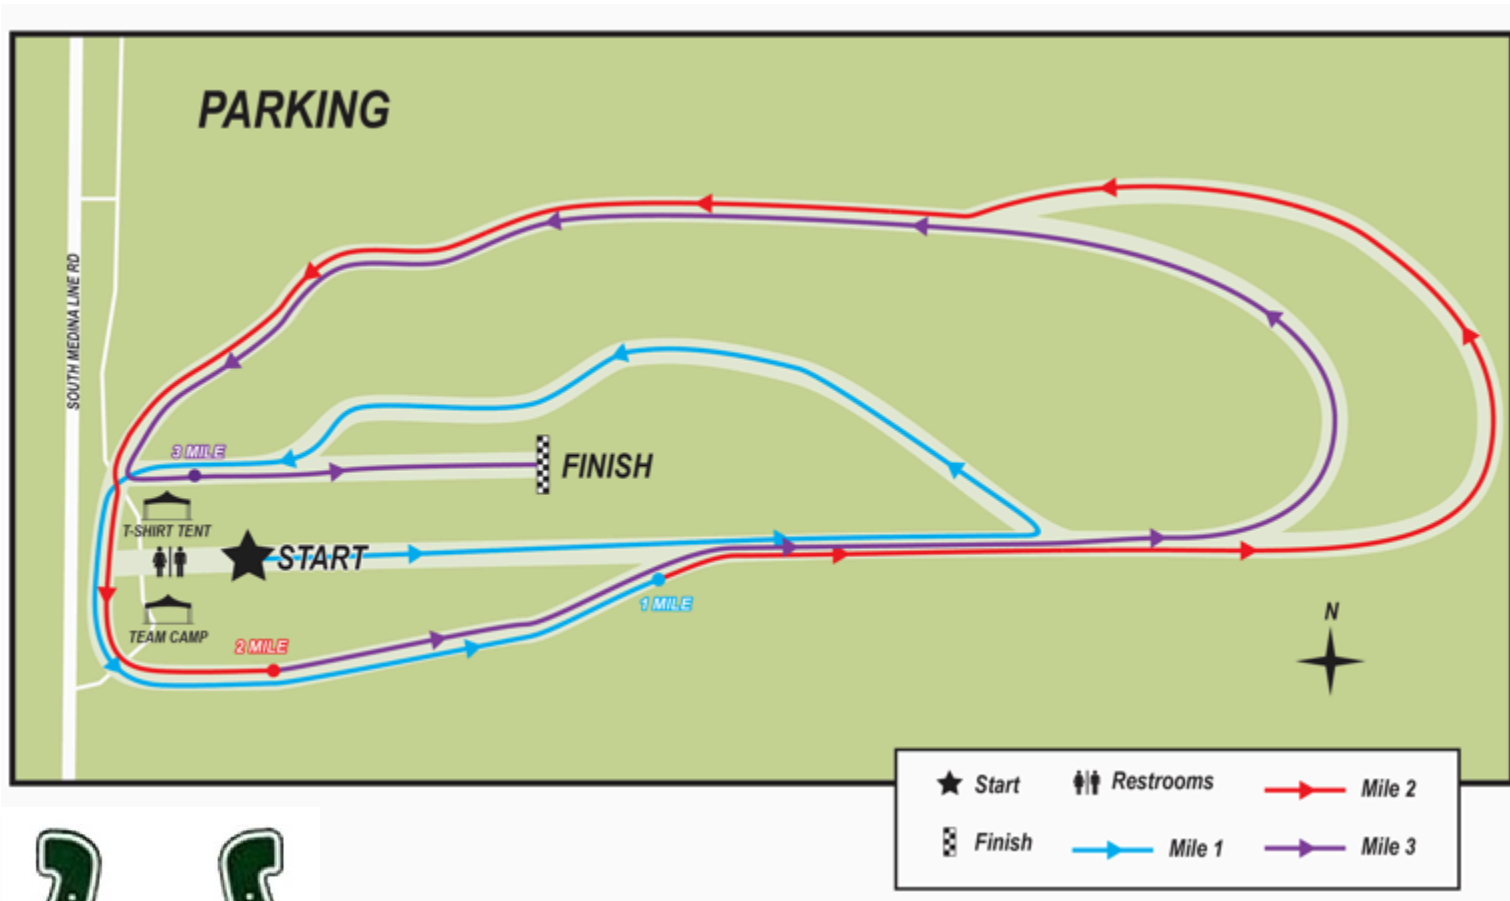 PARKING
SOUTH MEDINA LINE RD
3 MILE
FINISH
T-SHIRT TENT
START
1 MILE
TEAM CAMP
2 MILE
N
Start
Restrooms
Mile 2
Finish
Mile 1
Mile 3